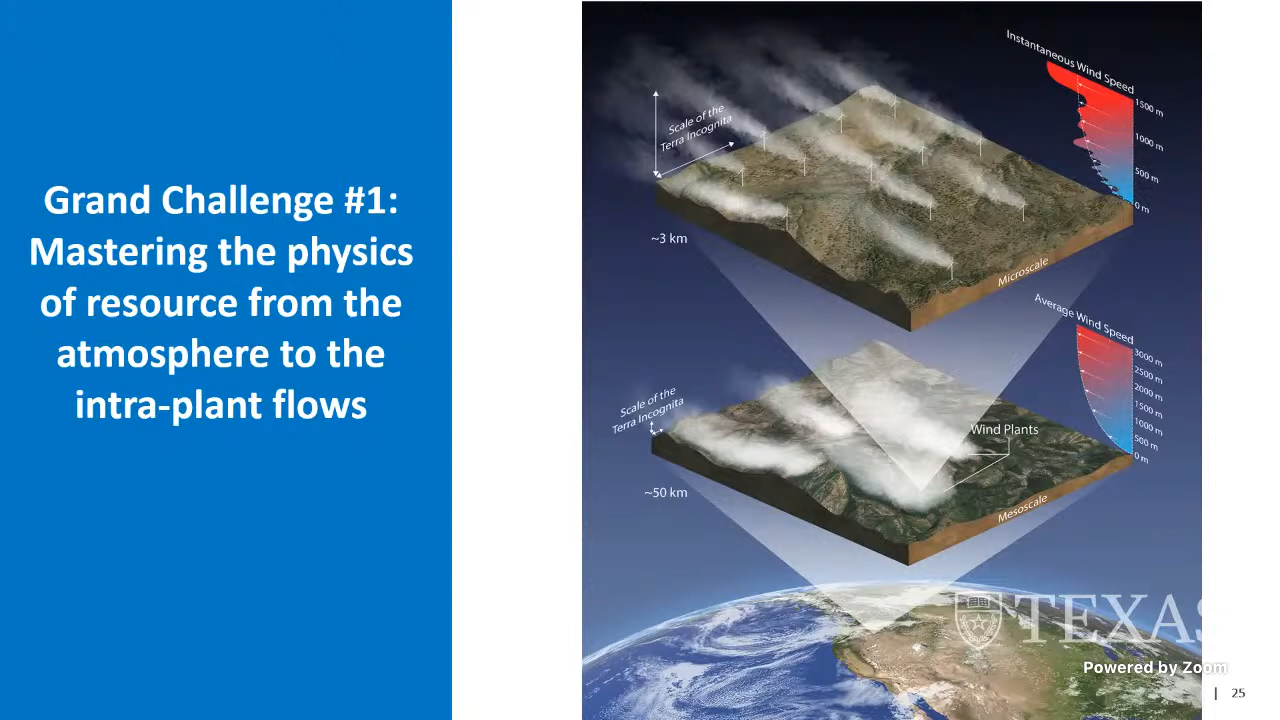 Grand Challenge #1:
Mastering the physics
of resource from the
atmosphere to the
intra-plant flows
Instantaneous Wind Speed
1500 m
1000 m
500 m
0 m
Scale of the
Terra Incognita
~3 km
Microscale
Average Wind Speed
3000 m
2500 m
2000 m
1500 m
1000 m
500 m
0 m
Scale of the
Terra Incognita
Wind Plants
~50 km
Mesoscale
TEXAS
Powered by Zoom
| 25